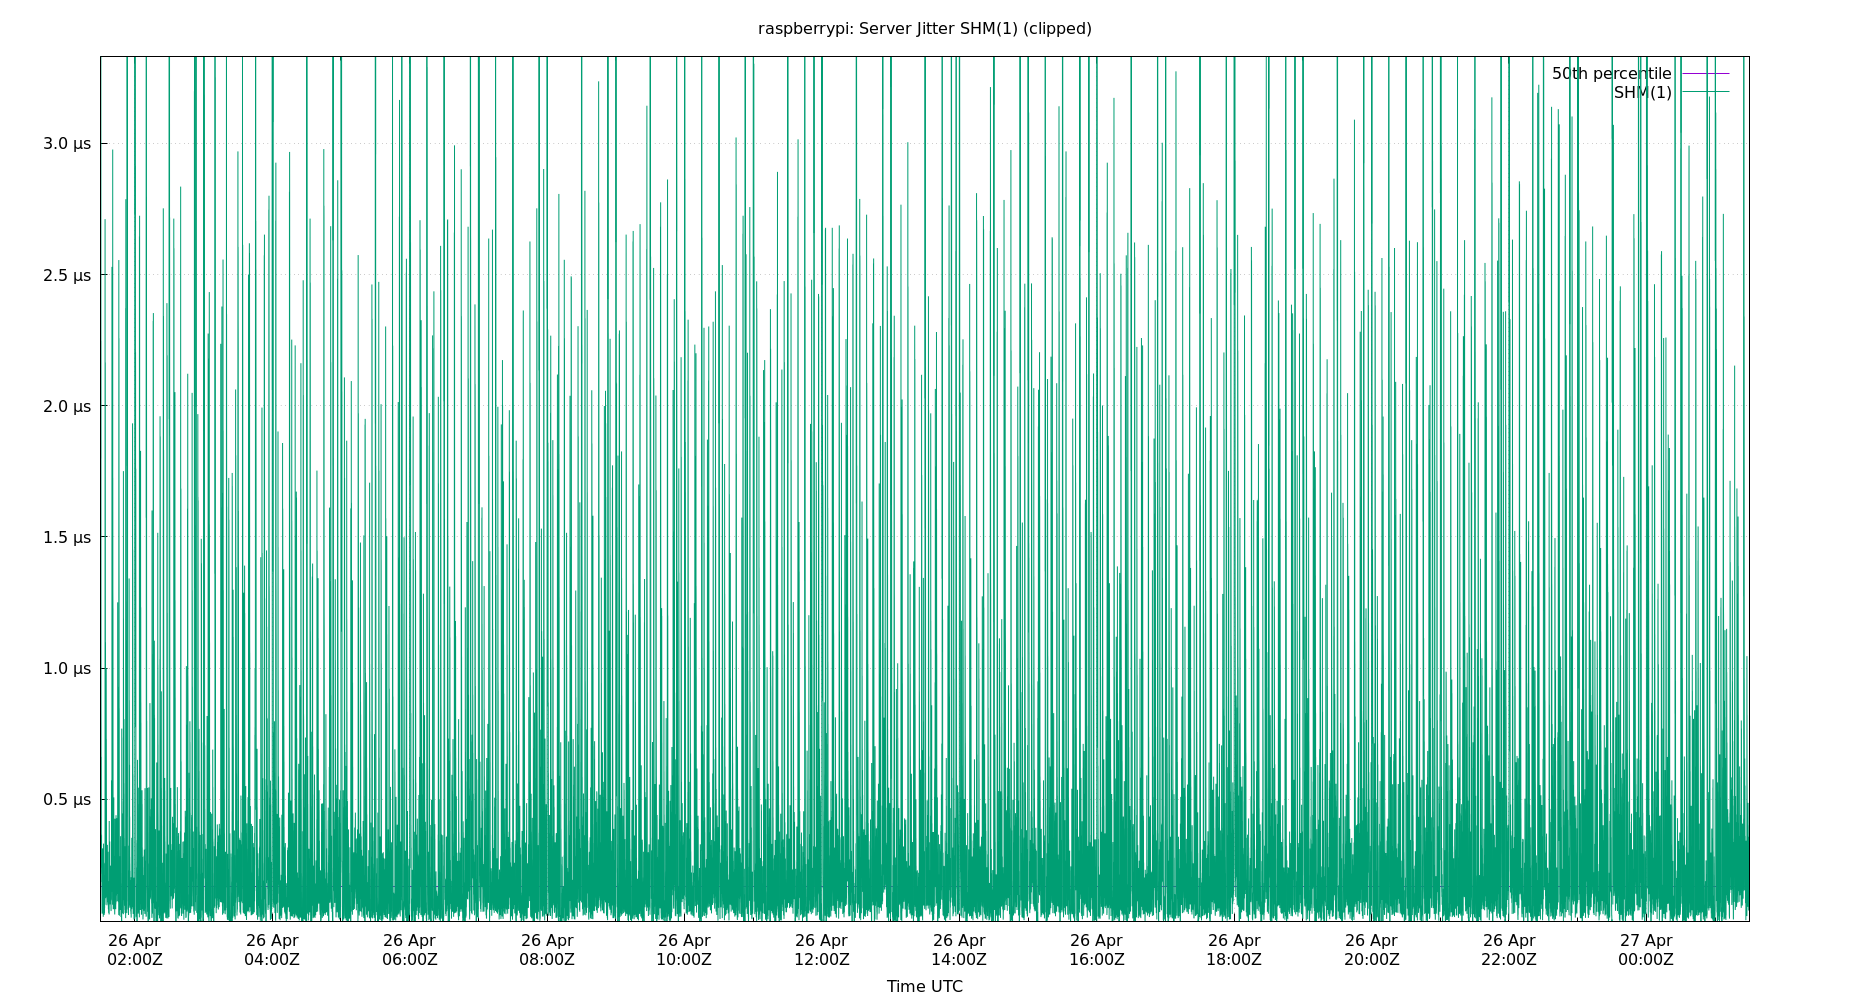 raspberrypi: Server Jitter SHM(1) (clipped)
50th percentile
SHM(1)
3.0 μs
2.5 μs
2.0 μs
1.5 μs
1.0 μs
0.5 μs
26 Apr 26 Apr 26 Apr 26 Apr 26 Apr 26 Apr 26 Apr 26 Apr 26 Apr 26 Apr 26 Apr 27 Apr
02:00Z 04:00Z 06:00Z 08:00Z 10:00Z 12:00Z 14:00Z 16:00Z 18:00Z 20:00Z 22:00Z 00:00Z
Time UTC